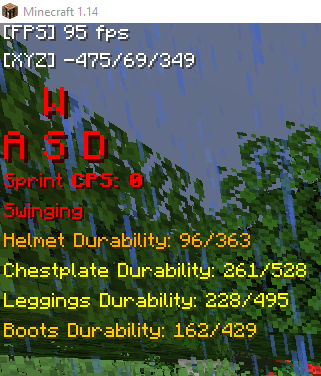 Minecraft 1.14
[FPS] 95 fps
[XYZ] -475/69/349
W
A S D
Sprint CPS: 0
Swinging
Helmet Durability: 96/363
Chestplate Durability: 261/528
Leggings Durability: 228/495
Boots Durability: 162/429